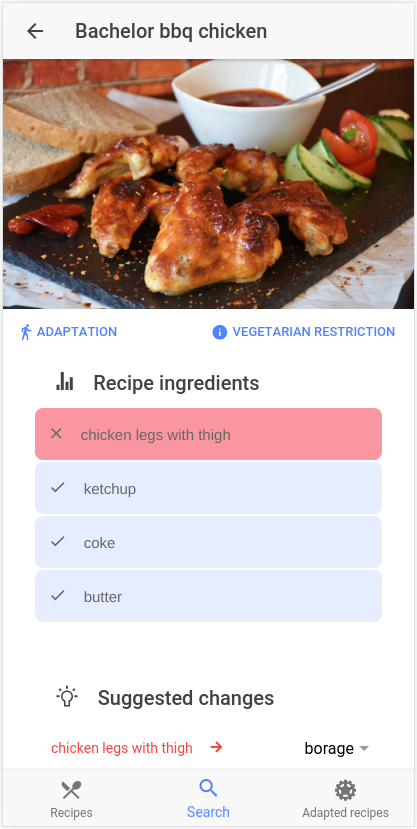 Bachelor bbq chicken
ADAPTATION VEGETARIAN RESTRICTION
Recipe ingredients
chicken legs with thigh
ketchup
coke
butter
Suggested changes
chicken legs with thigh borage
Recipes Search Adapted recipes